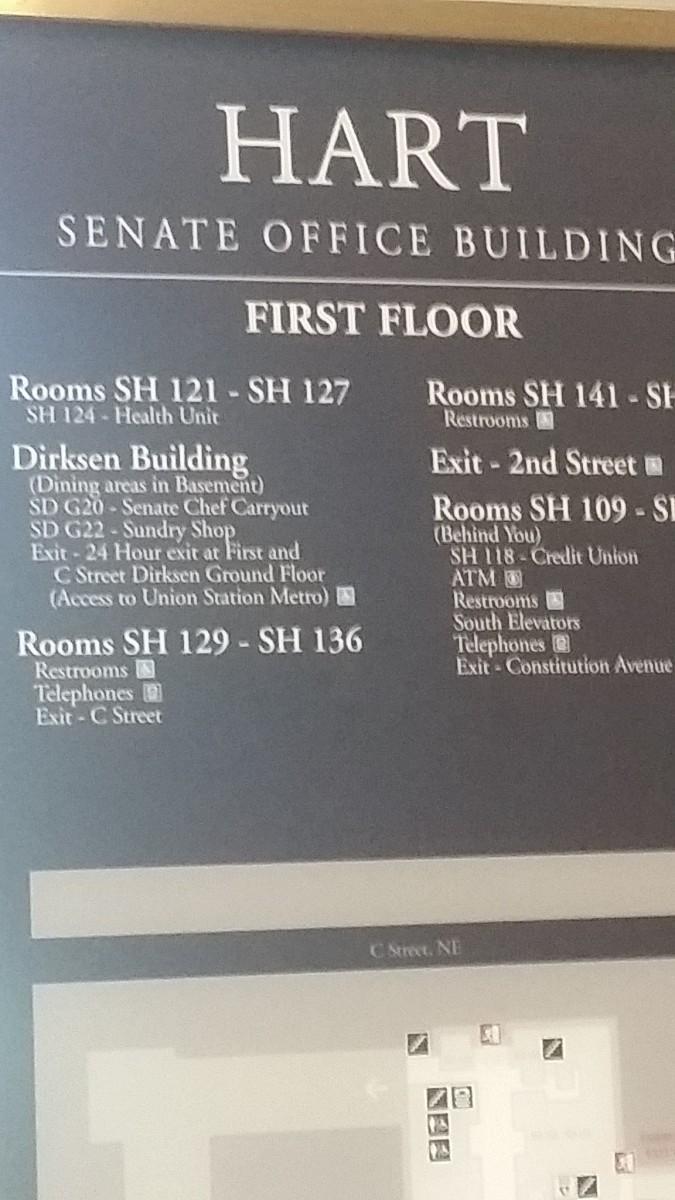 HART
SENATE OFFICE BUILDING
FIRST FLOOR
Rooms SH 121 - SH 127
SH 124 - Health Unit
Dirksen Building
(Dining areas in Basement)
SD G20 - Senate Chef Carryout
SD G22 - Sundry Shop
Exit - 24 Hour exit at First and
C Street Dirksen Ground Floor
(Access to Union Station Metro)
Rooms SH 129 - SH 136
Restrooms
Telephones
Exit - C Street
Rooms SH 141 - SH
Restrooms
Exit - 2nd Street
Rooms SH 109 - S
(Behind You)
SH 118 - Credit Union
ATM
Restrooms
South Elevators
Telephones
Exit - Constitution Avenue
C Street, NE